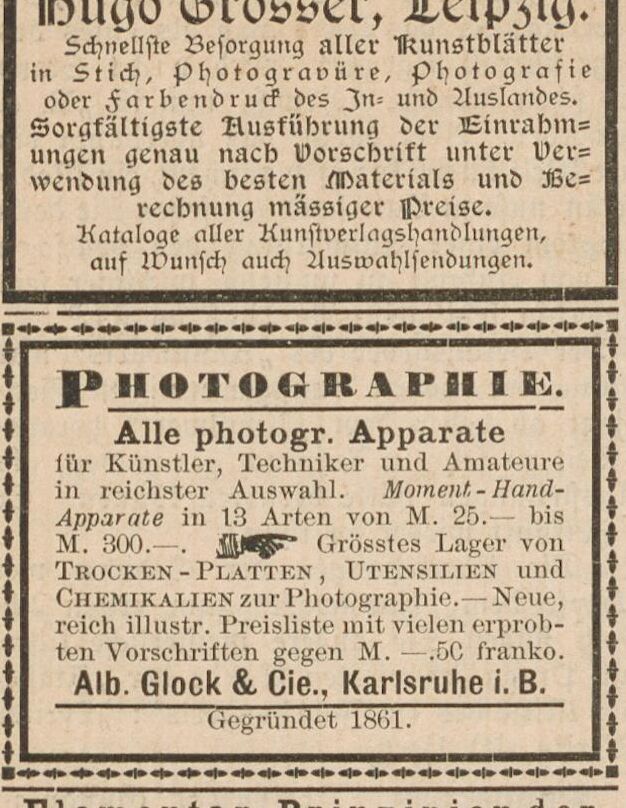 Hugo Grosser, Leipzig.
Schnellste Besorgung aller Kunstblätter
in Stich, Photogravüre, Photografie
oder Farbendruck des In- und Auslandes.
Sorgfältigste Ausführung der Einrahm-
ungen genau nach Vorschrift unter Ver-
wendung des besten Materials und Be-
rechnung mässiger Preise.
Kataloge aller Kunstverlagshandlungen,
auf Wunsch auch Auswahlsendungen.
PHOTOGRAPHIE.
Alle photogr. Apparate
für Künstler, Techniker und Amateure
in reichster Auswahl. Moment-Hand-
Apparate in 13 Arten von M. 25.— bis
M. 300.—. Grösstes Lager von
TROCKEN-PLATTEN, UTENSILIEN und
CHEMIKALIEN zur Photographie.— Neue,
reich illustr. Preisliste mit vielen erprob-
ten Vorschriften gegen M. —.50 franko.
Alb. Glock & Cie., Karlsruhe i. B.
Gegründet 1861.
Elementar Prinzipien der